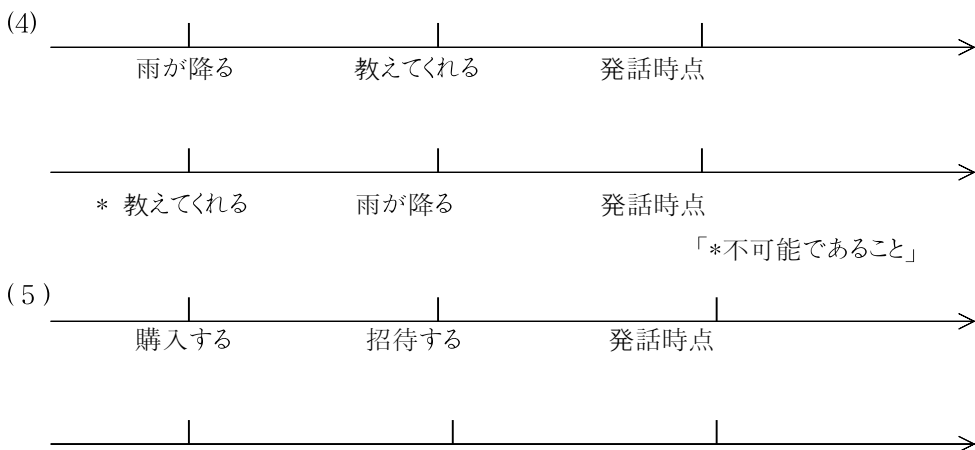 (4)
雨が降る 教えてくれる 発話時点
* 教えてくれる 雨が降る 発話時点
「*不可能であること」
(5)
購入する 招待する 発話時点